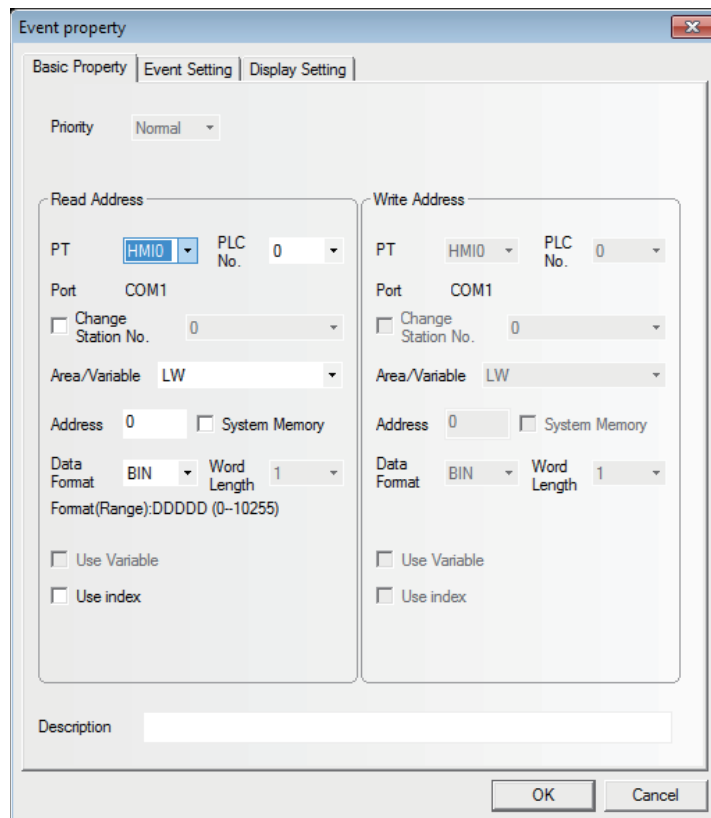 Event property
Basic Property Event Setting Display Setting
Priority Normal
Read Address
PT HMI0 PLC No. 0
Port COM1
Change Station No. 0
Area/Variable LW
Address 0 System Memory
Data Format BIN Word Length 1
Format(Range):DDDDD (0--10255)
Use Variable
Use index
Write Address
PT HMI0 PLC No. 0
Port COM1
Change Station No. 0
Area/Variable LW
Address 0 System Memory
Data Format BIN Word Length 1
Use Variable
Use index
Description
OK Cancel